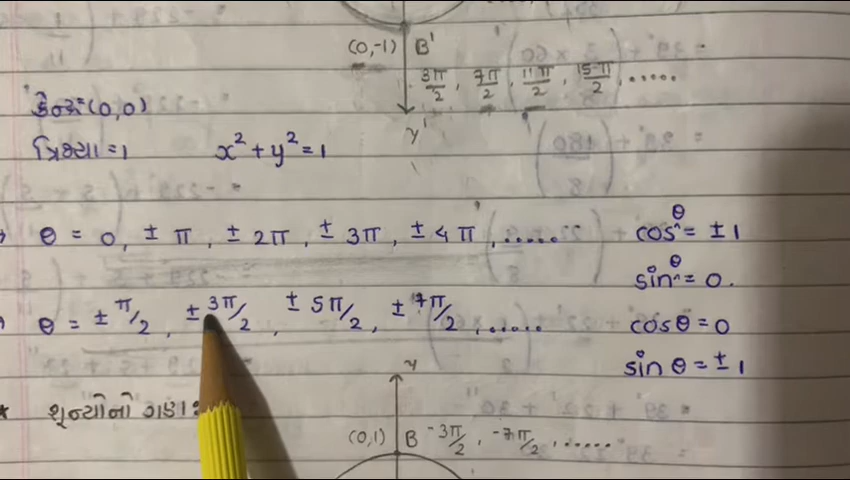 (0,-1) B'
3π/2, 7π/2, 11π/2, 15π/2, .....
y'
કેન્દ્ર=(0,0)
ત્રિજ્યા=1 x²+y²=1
θ = 0, ± π, ± 2π, ± 3π, ± 4π, ...... cosθ = ±1
sinθ = 0.
θ = ± π/2, ± 3π/2, ± 5π/2, ± 7π/2, ...... cosθ = 0
sin θ = ± 1
* શૂન્યોનો ગણ:
y
(0,1) B -3π/2, -7π/2, ......